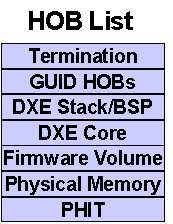 HOB List
Termination
GUID HOBs
DXE Stack/BSP
DXE Core
Firmware Volume
Physical Memory
PHIT